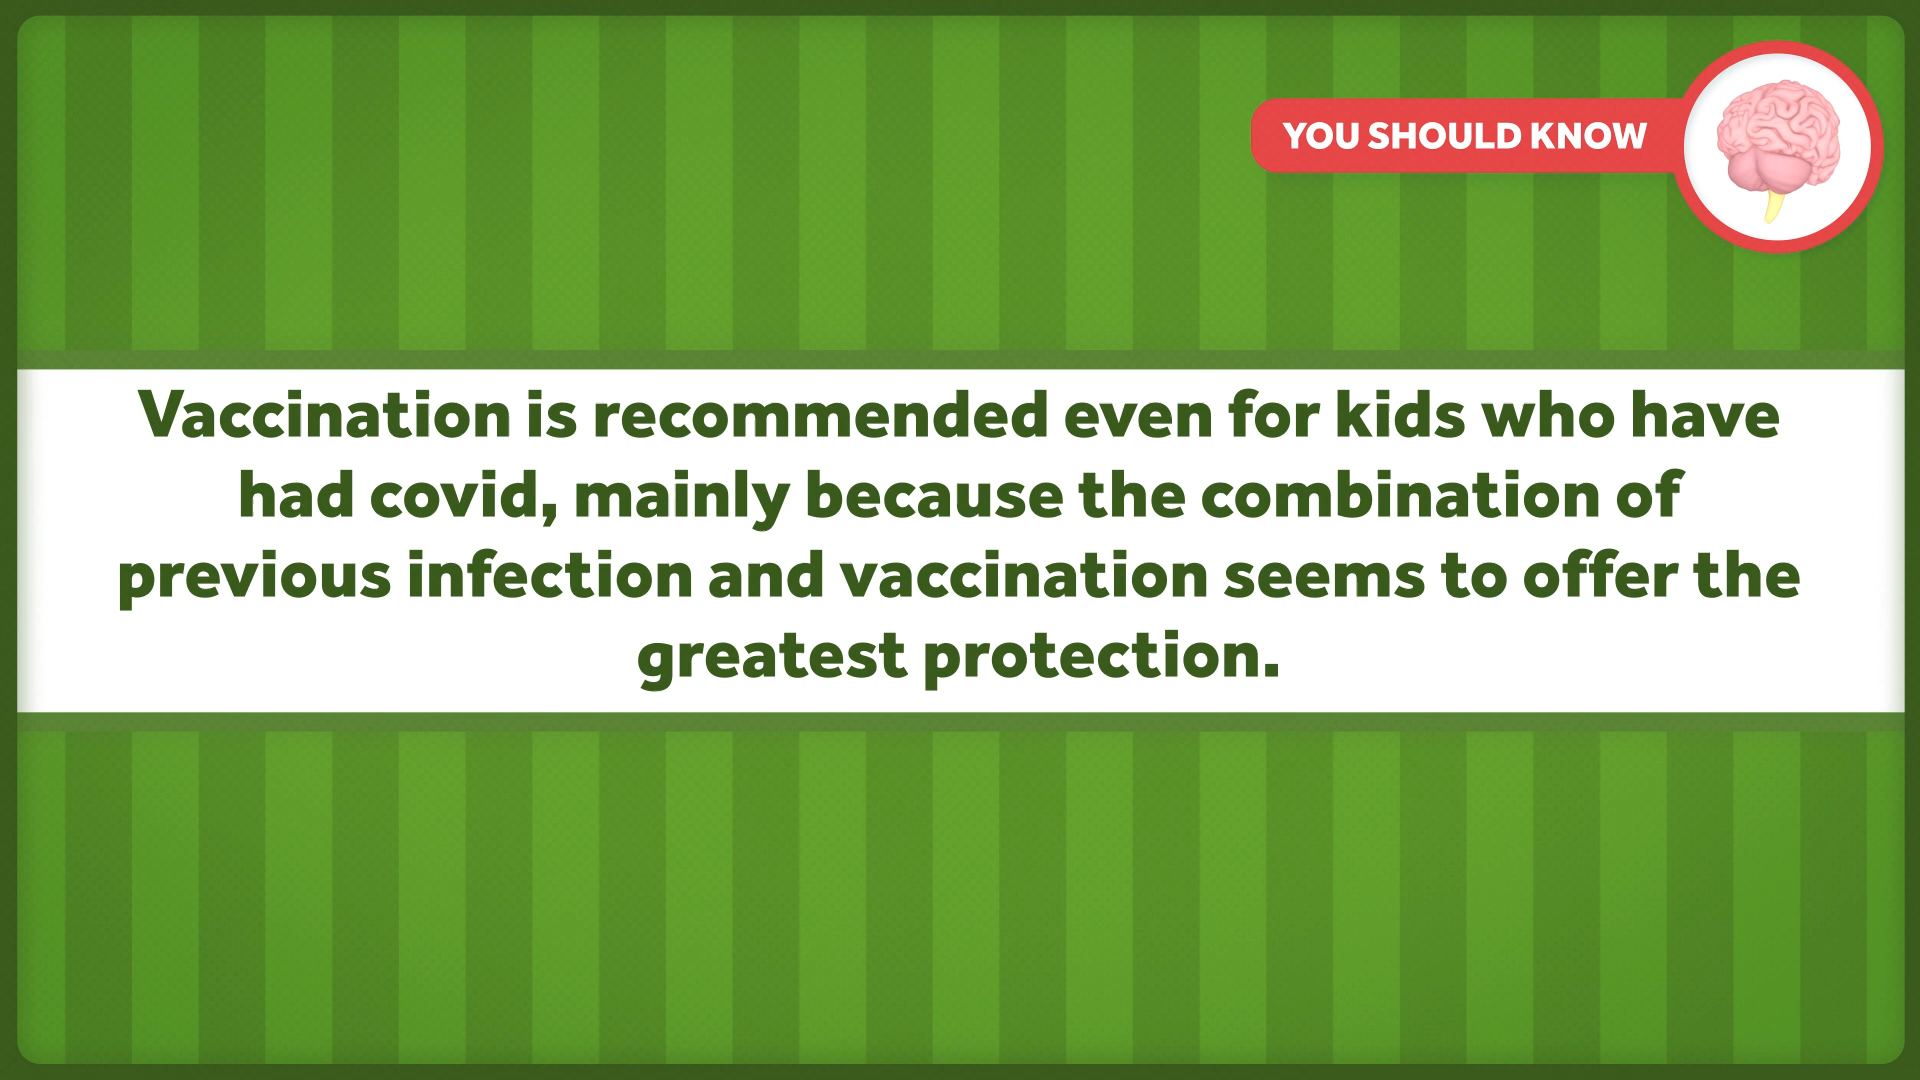 YOU SHOULD KNOW
Vaccination is recommended even for kids who have
had covid, mainly because the combination of
previous infection and vaccination seems to offer the
greatest protection.